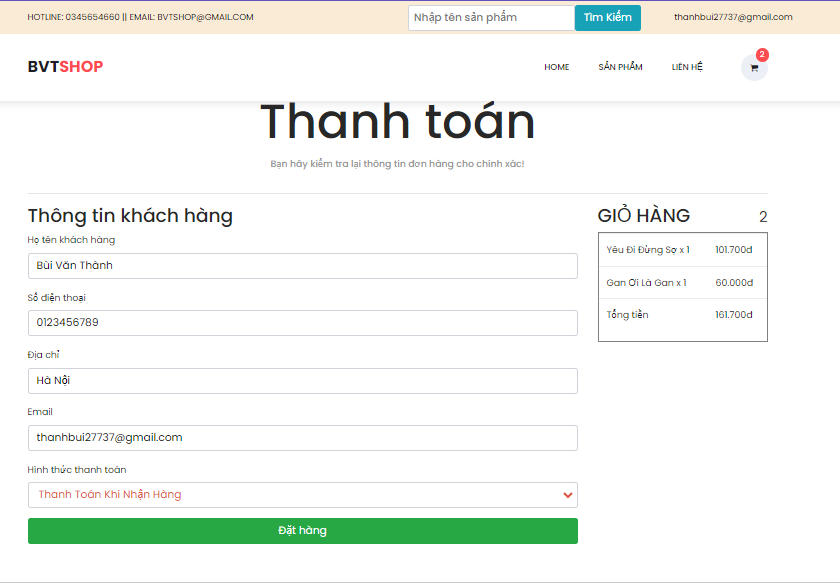 HOTLINE: 0345654660 || EMAIL: BVTSHOP@GMAIL.COM
Nhập tên sản phẩm
Tìm Kiếm
thanhbui27737@gmail.com
BVTSHOP
HOME
SẢN PHẨM
LIÊN HỆ
2
Thanh toán
Bạn hãy kiểm tra lại thông tin đơn hàng cho chính xác!
Thông tin khách hàng
Họ tên khách hàng
Bùi Văn Thành
Số điện thoại
0123456789
Địa chỉ
Hà Nội
Email
thanhbui27737@gmail.com
Hình thức thanh toán
Thanh Toán Khi Nhận Hàng
Đặt hàng
GIỎ HÀNG 2
Yêu Đi Đừng Sợ x 1 101.700đ
Gan Ơi Là Gan x 1 60.000đ
Tổng tiền 161.700đ